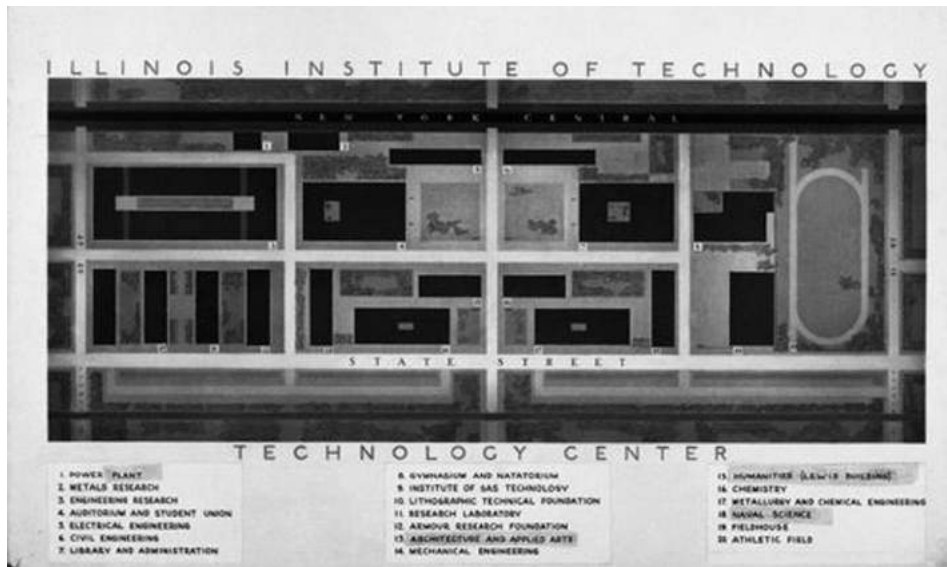 ILLINOIS INSTITUTE OF TECHNOLOGY
NEW YORK CENTRAL
STATE STREET
TECHNOLOGY CENTER
1. POWER PLANT
2. METALS RESEARCH
3. ENGINEERING RESEARCH
4. AUDITORIUM AND STUDENT UNION
5. ELECTRICAL ENGINEERING
6. CIVIL ENGINEERING
7. LIBRARY AND ADMINISTRATION
8. GYMNASIUM AND NATATORIUM
9. INSTITUTE OF GAS TECHNOLOGY
10. LITHOGRAPHIC TECHNICAL FOUNDATION
11. RESEARCH LABORATORY
12. ARMOUR RESEARCH FOUNDATION
13. ARCHITECTURE AND APPLIED ARTS
14. MECHANICAL ENGINEERING
15. HUMANITIES (LEWIS BUILDING)
16. CHEMISTRY
17. METALLURGY AND CHEMICAL ENGINEERING
18. NAVAL SCIENCE
19. FIELDHOUSE
20. ATHLETIC FIELD